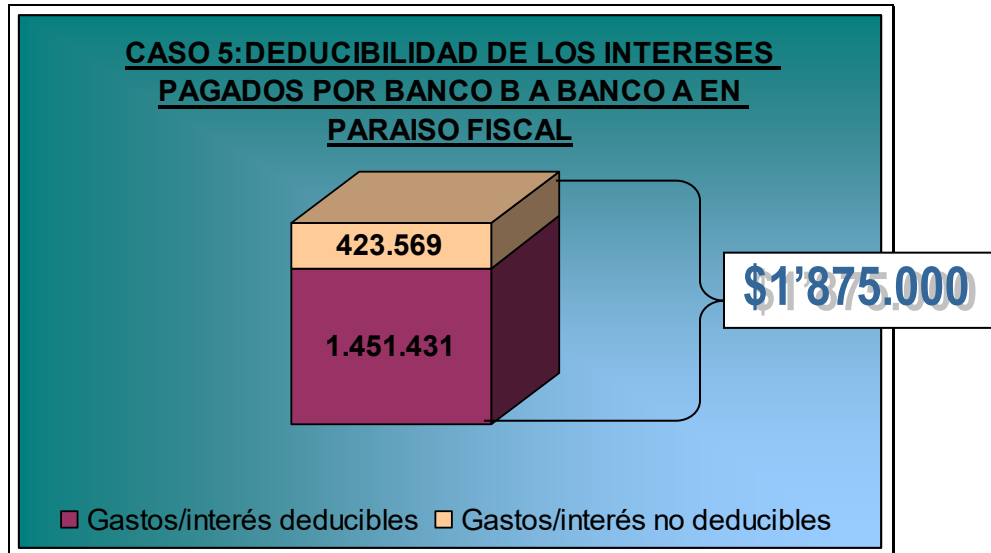 CASO 5:DEDUCIBILIDAD DE LOS INTERESES
PAGADOS POR BANCO B A BANCO A EN
PARAISO FISCAL
423.569
$1’875.000
1.451.431
Gastos/interés deducibles Gastos/interés no deducibles